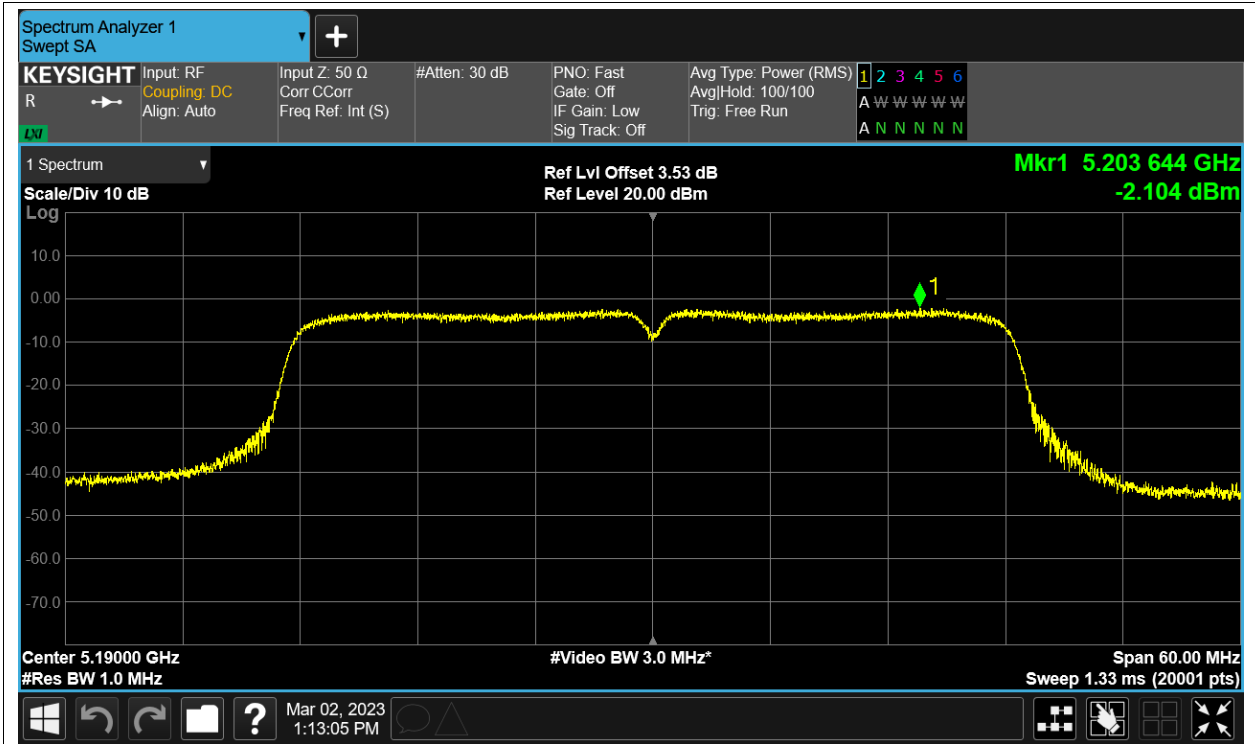 Spectrum Analyzer 1
Swept SA
KEYSIGHT
R
LXI
Input: RF
Coupling: DC
Align: Auto
Input Z: 50 Ω
Corr CCorr
Freq Ref: Int (S)
#Atten: 30 dB
PNO: Fast
Gate: Off
IF Gain: Low
Sig Track: Off
Avg Type: Power (RMS)
Avg|Hold: 100/100
Trig: Free Run
1 2 3 4 5 6
A W W W W W
A N N N N N
1 Spectrum
Scale/Div 10 dB
Log
Ref Lvl Offset 3.53 dB
Ref Level 20.00 dBm
Mkr1 5.203 644 GHz
-2.104 dBm
10.0
0.00
-10.0
-20.0
-30.0
-40.0
-50.0
-60.0
-70.0
1
Center 5.19000 GHz
#Res BW 1.0 MHz
#Video BW 3.0 MHz*
Span 60.00 MHz
Sweep 1.33 ms (20001 pts)
?
Mar 02, 2023
1:13:05 PM